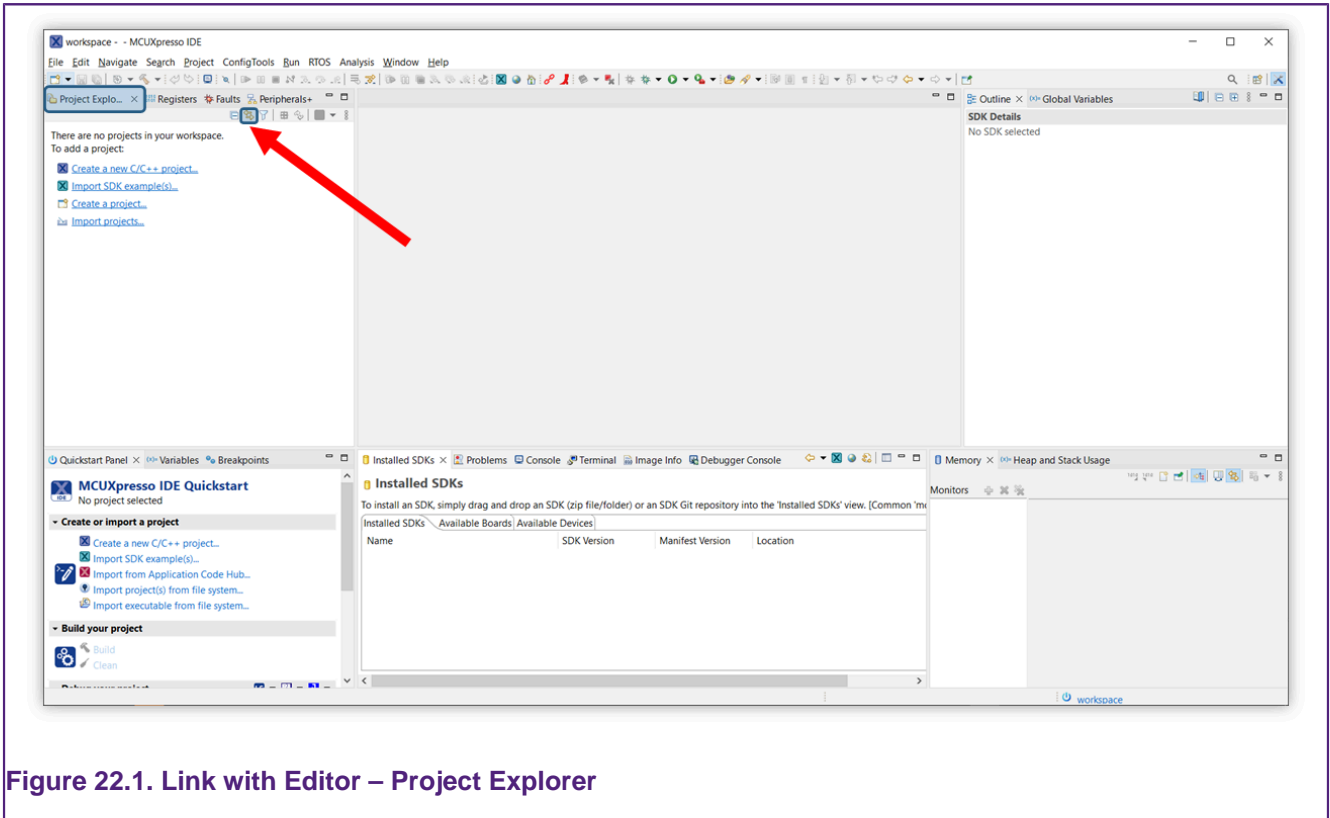 workspace - - MCUXpresso IDE
File Edit Navigate Search Project ConfigTools Run RTOS Analysis Window Help
Project Explo... Registers Faults Peripherals+
Outline Global Variables
There are no projects in your workspace.
To add a project:
Create a new C/C++ project...
Import SDK example(s)...
Create a project...
Import projects...
SDK Details
No SDK selected
Quickstart Panel Variables Breakpoints
MCUXpresso IDE Quickstart
No project selected
Create or import a project
Create a new C/C++ project...
Import SDK example(s)...
Import from Application Code Hub...
Import project(s) from file system...
Import executable from file system...
Build your project
Build
Clean
Installed SDKs Problems Console Terminal Image Info Debugger Console
Installed SDKs
To install an SDK, simply drag and drop an SDK (zip file/folder) or an SDK Git repository into the 'Installed SDKs' view. [Common 'm
Installed SDKs Available Boards Available Devices
Name SDK Version Manifest Version Location
Memory Heap and Stack Usage
Monitors
workspace
Figure 22.1. Link with Editor – Project Explorer